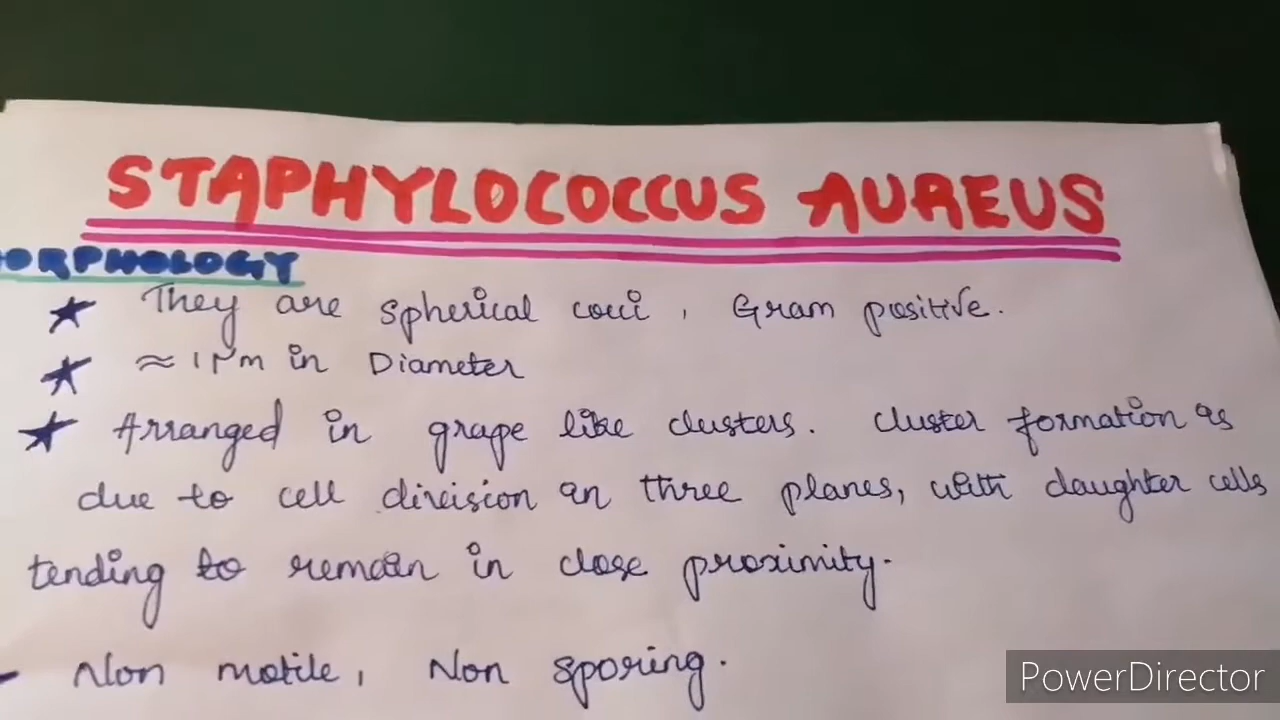 STAPHYLOCOCCUS AUREUS
ORPHOLOGY
They are spherical cocci, Gram positive.
≈ 1 µm in Diameter
Arranged in grape like clusters. Cluster formation is
due to cell division in three planes, with daughter cells
tending to remain in close proximity.
- Non motile, Non sporing.
PowerDirector